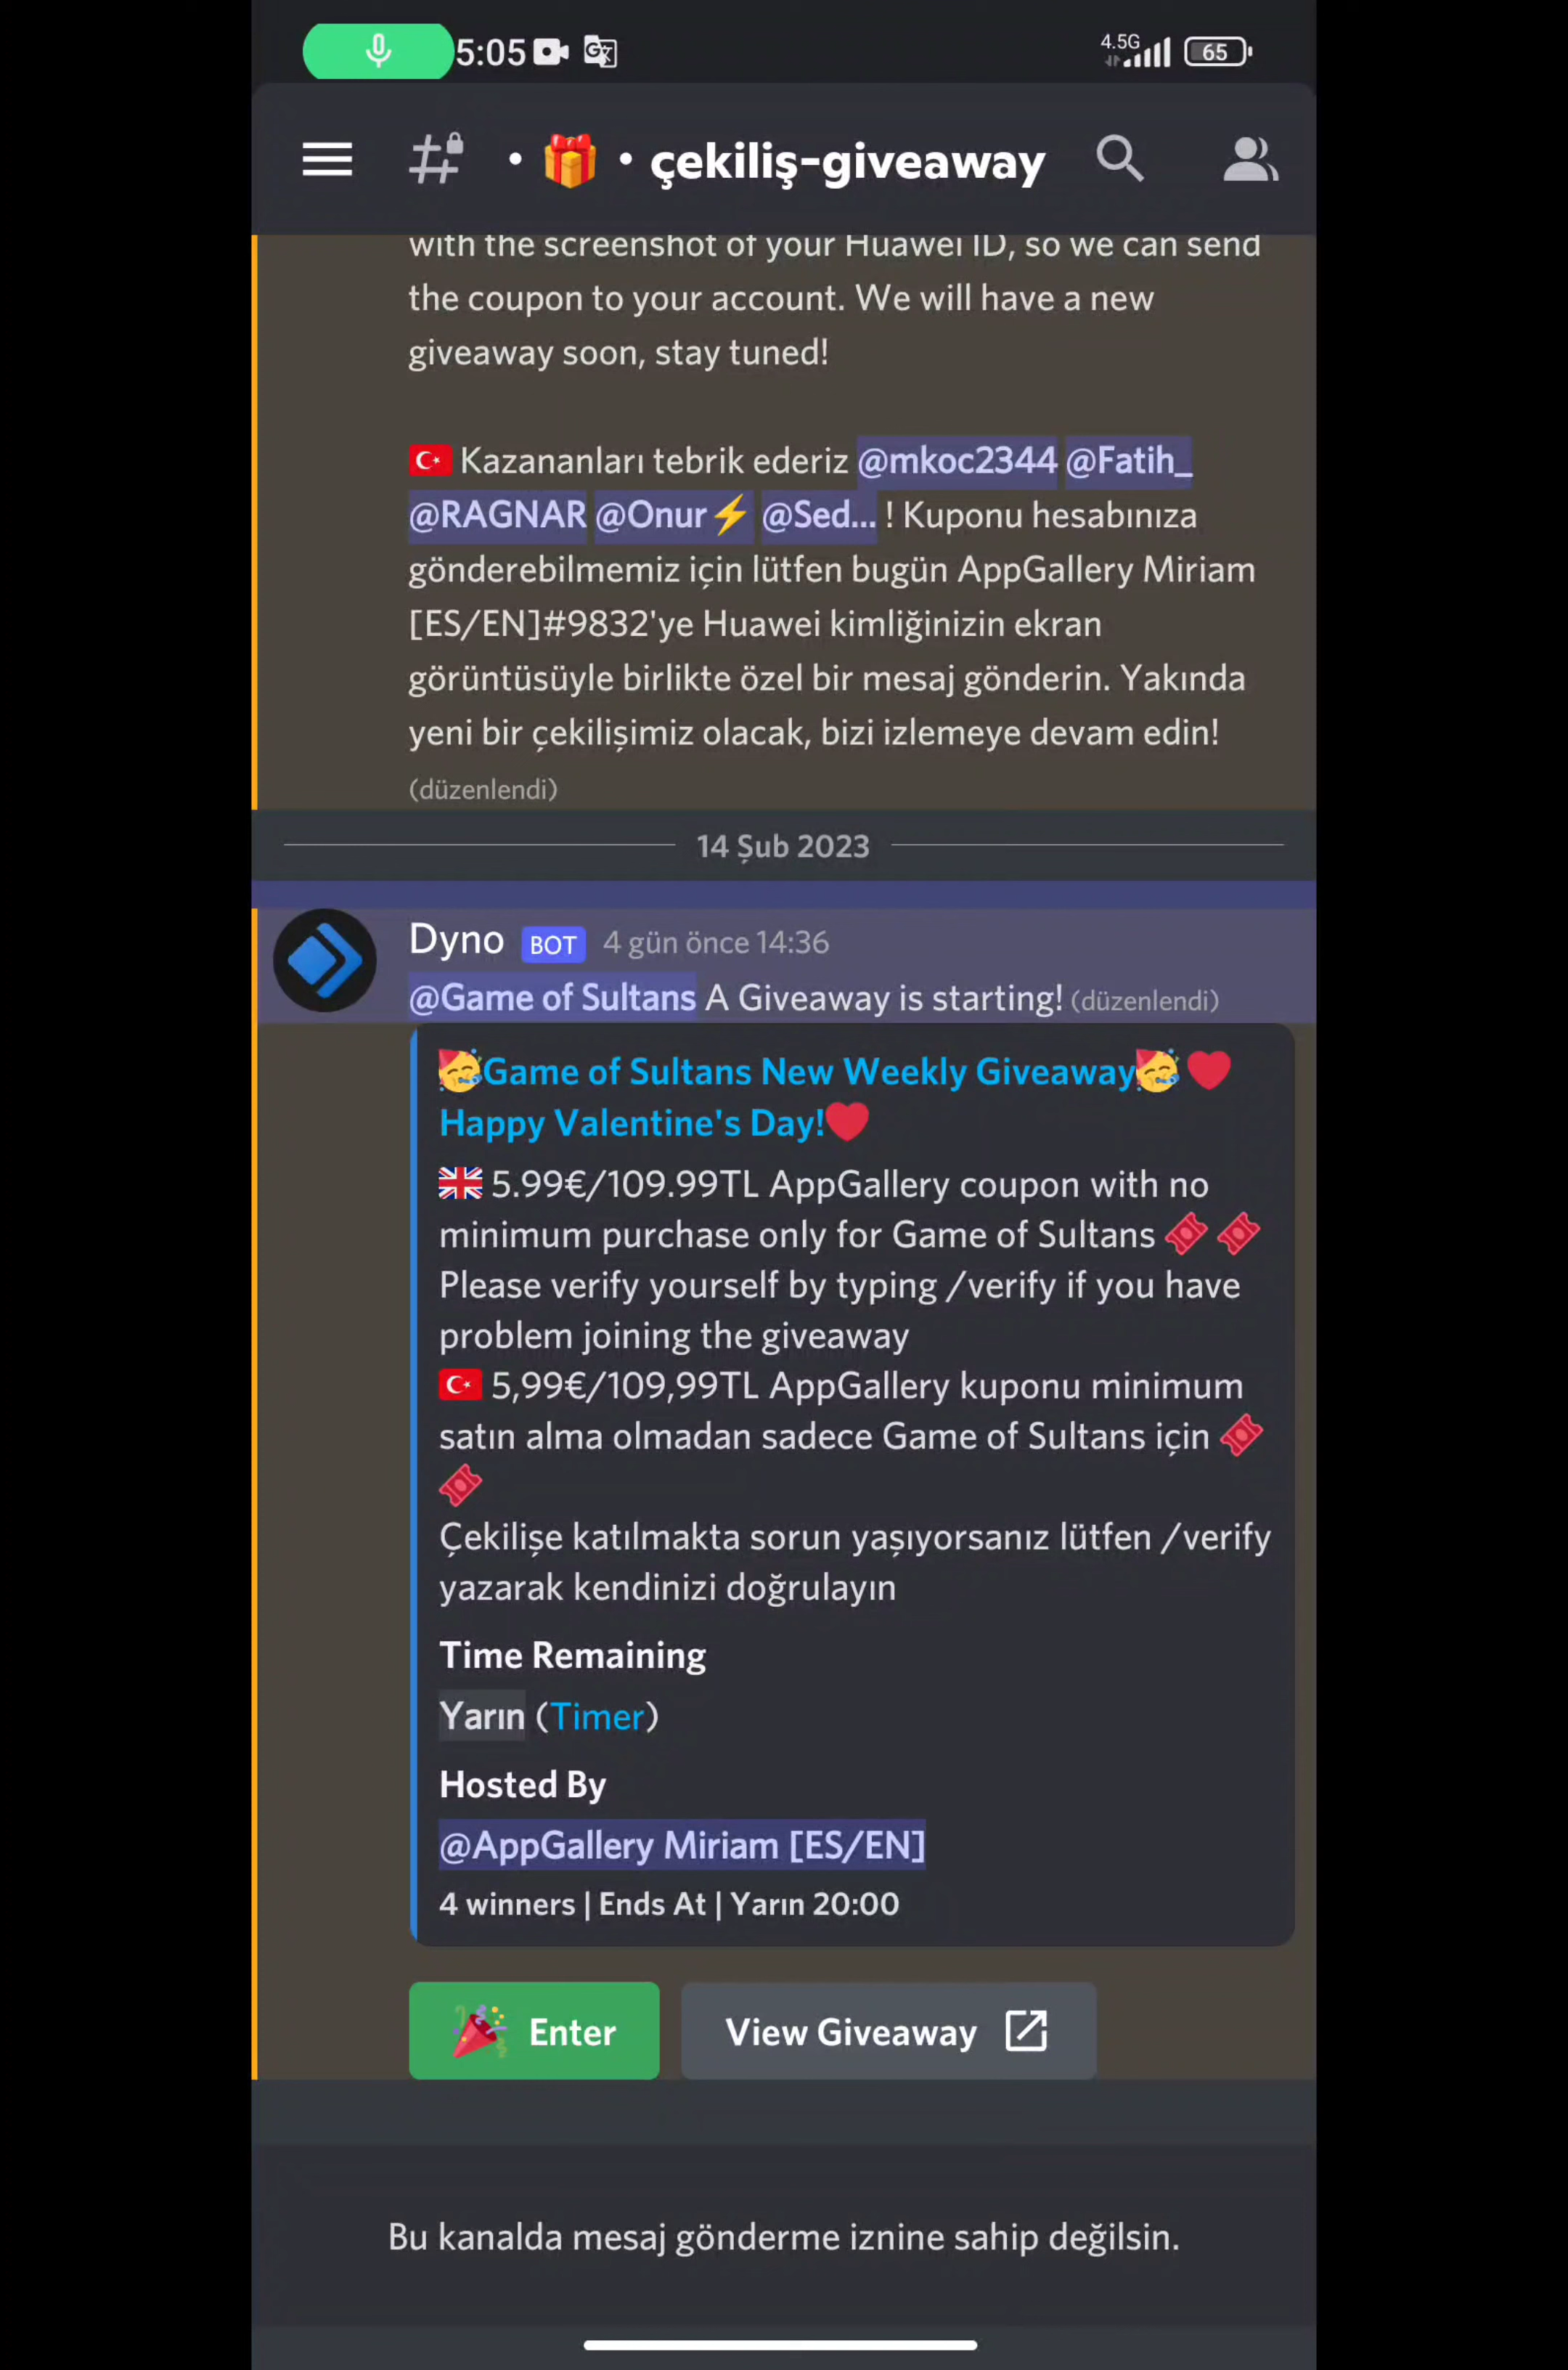 5:05
4.5G
65
• 🎁 • çekiliş-giveaway
with the screenshot of your Huawei ID, so we can send
the coupon to your account. We will have a new
giveaway soon, stay tuned!
🇹🇷 Kazananları tebrik ederiz @mkoc2344 @Fatih_
@RAGNAR @Onur⚡ @Sed... ! Kuponu hesabınıza
gönderebilmemiz için lütfen bugün AppGallery Miriam
[ES/EN]#9832'ye Huawei kimliğinizin ekran
görüntüsüyle birlikte özel bir mesaj gönderin. Yakında
yeni bir çekilişimiz olacak, bizi izlemeye devam edin!
(düzenlendi)
14 Şub 2023
Dyno BOT 4 gün önce 14:36
@Game of Sultans A Giveaway is starting! (düzenlendi)
🥳Game of Sultans New Weekly Giveaway🥳 ❤️
Happy Valentine's Day!❤️
🇬🇧 5.99€/109.99TL AppGallery coupon with no
minimum purchase only for Game of Sultans 🎟️ 🎟️
Please verify yourself by typing /verify if you have
problem joining the giveaway
🇹🇷 5,99€/109,99TL AppGallery kuponu minimum
satın alma olmadan sadece Game of Sultans için 🎟️
🎟️
Çekilişe katılmakta sorun yaşıyorsanız lütfen /verify
yazarak kendinizi doğrulayın
Time Remaining
Yarın (Timer)
Hosted By
@AppGallery Miriam [ES/EN]
4 winners | Ends At | Yarın 20:00
🎉 Enter
View Giveaway
Bu kanalda mesaj gönderme iznine sahip değilsin.